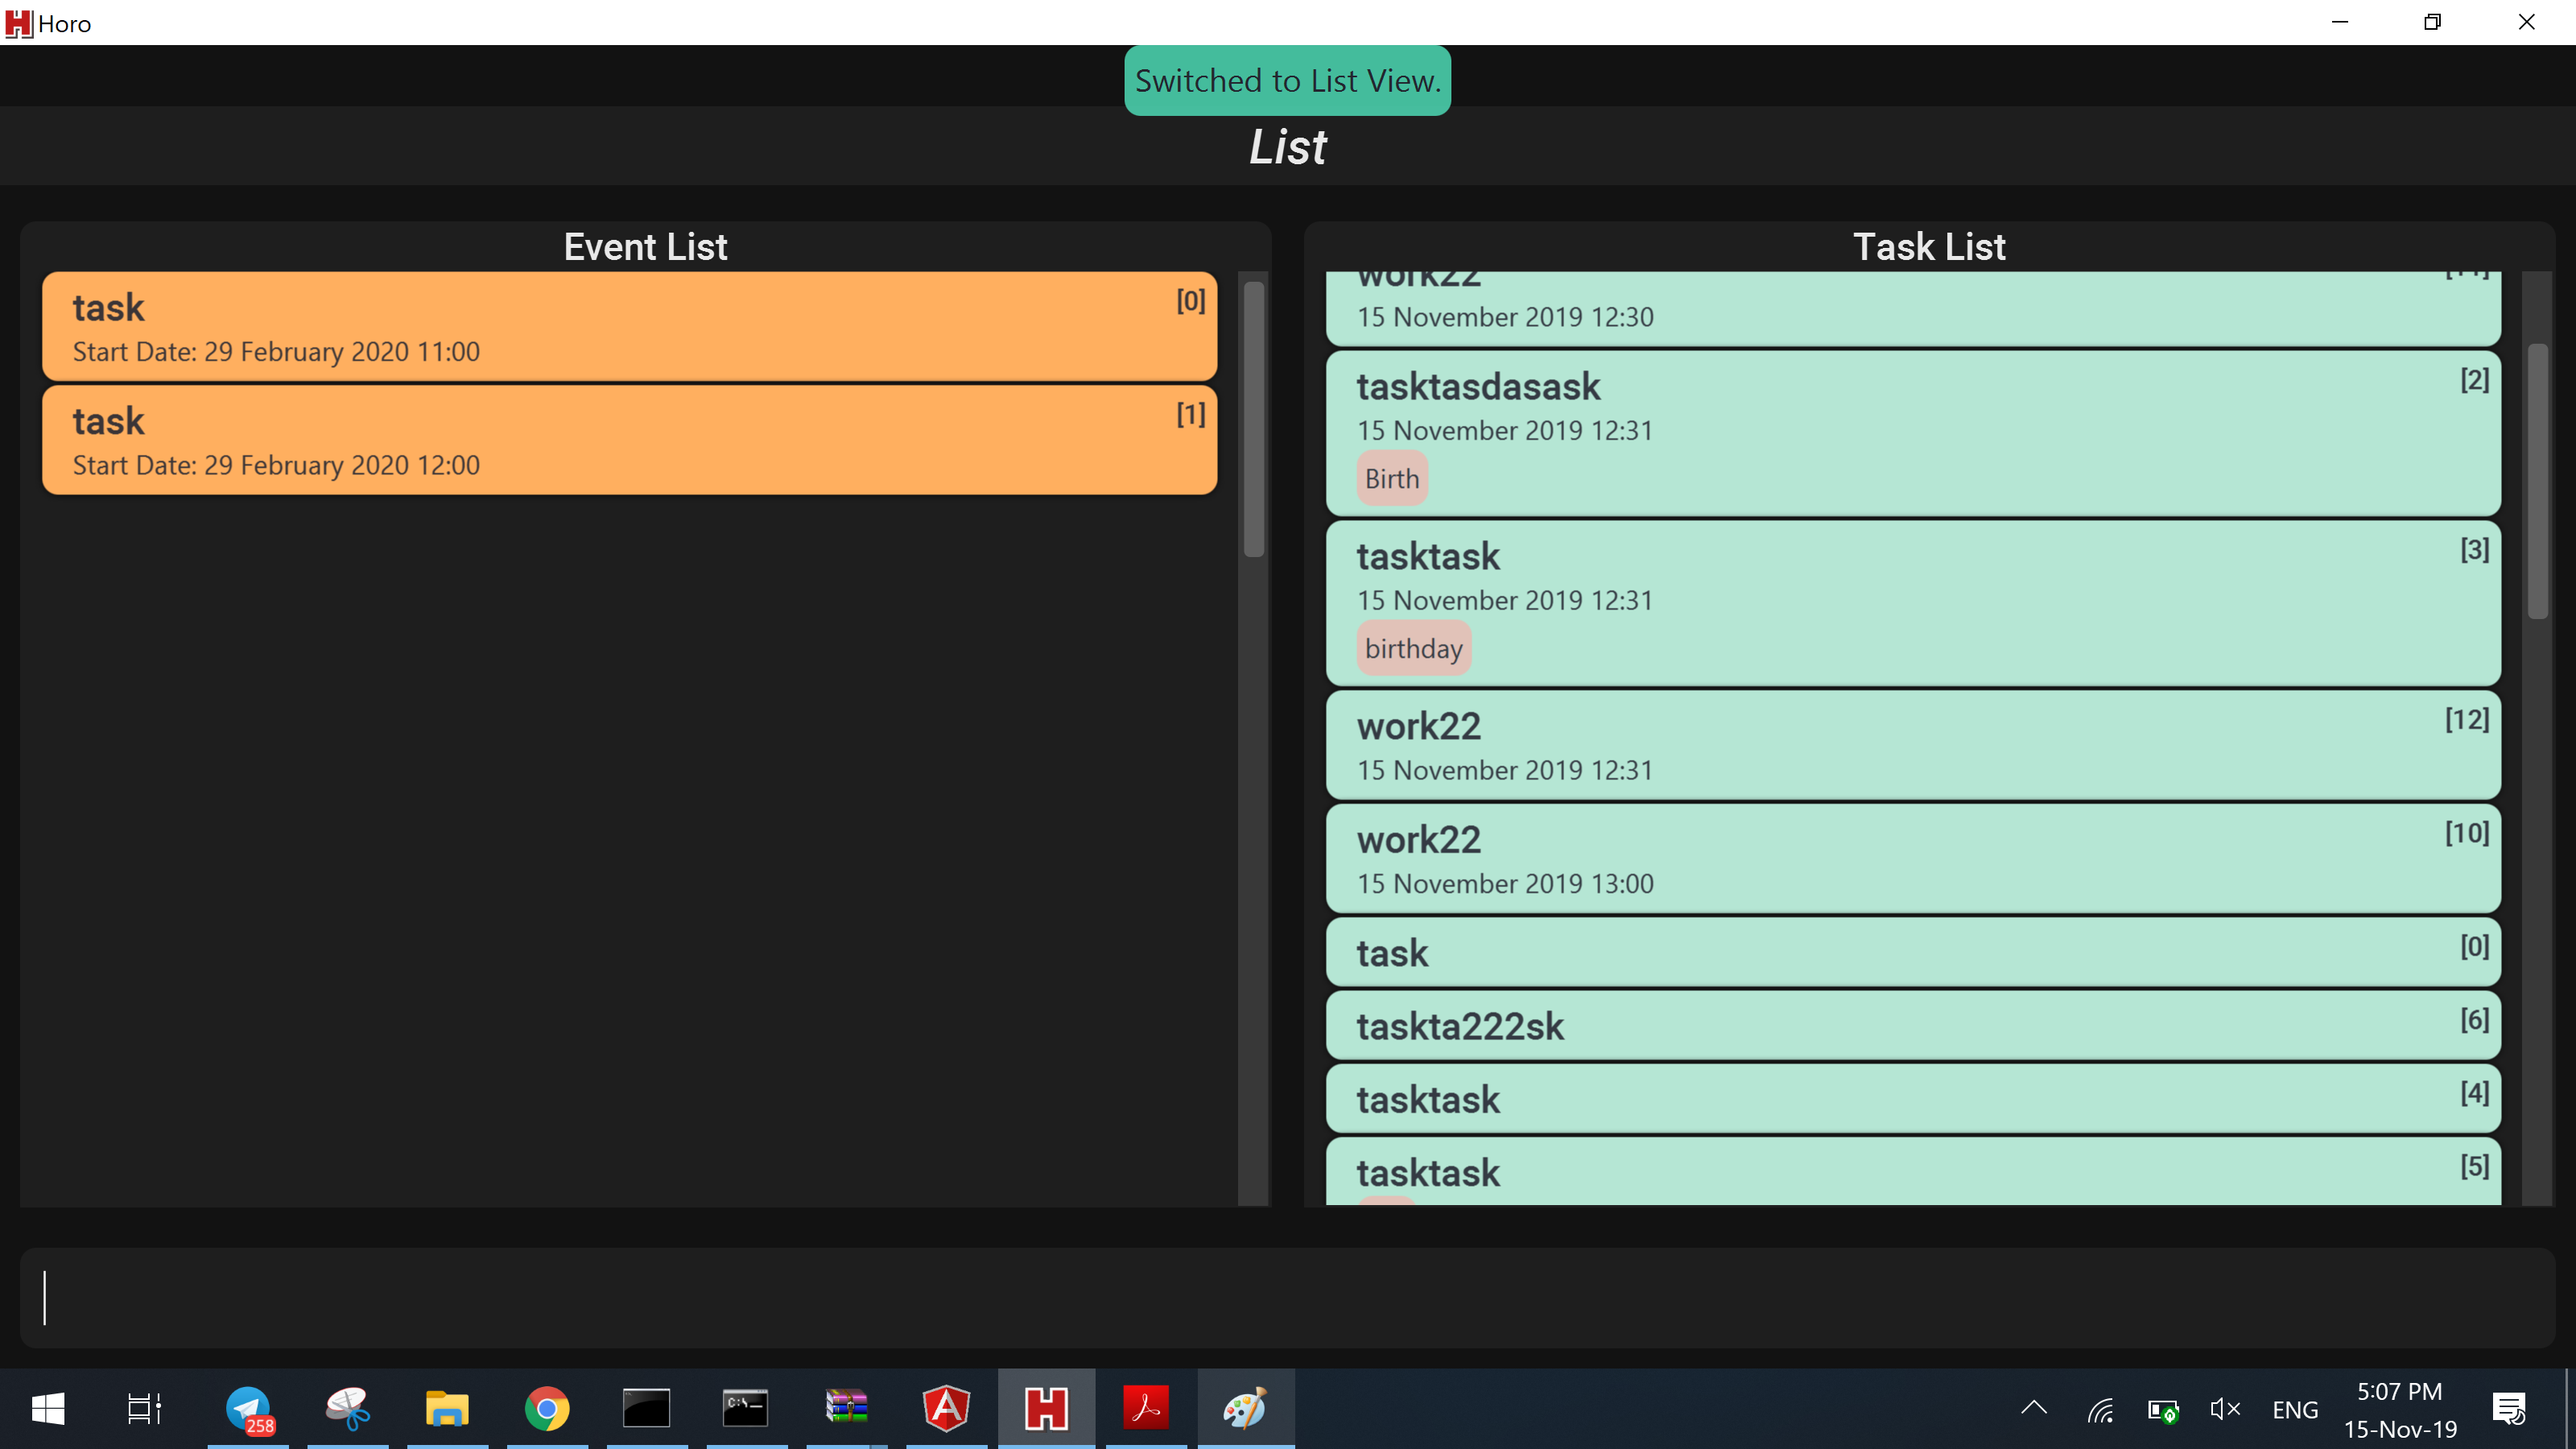 Horo
Switched to List View.
List
Event List
task
[0]
Start Date: 29 February 2020 11:00
task
[1]
Start Date: 29 February 2020 12:00
Task List
work22
15 November 2019 12:30
tasktasdasask
[2]
15 November 2019 12:31
Birth
tasktask
[3]
15 November 2019 12:31
birthday
work22
[12]
15 November 2019 12:31
work22
[10]
15 November 2019 13:00
task
[0]
taskta222sk
[6]
tasktask
[4]
tasktask
[5]
258
C:\
ENG
5:07 PM
15-Nov-19